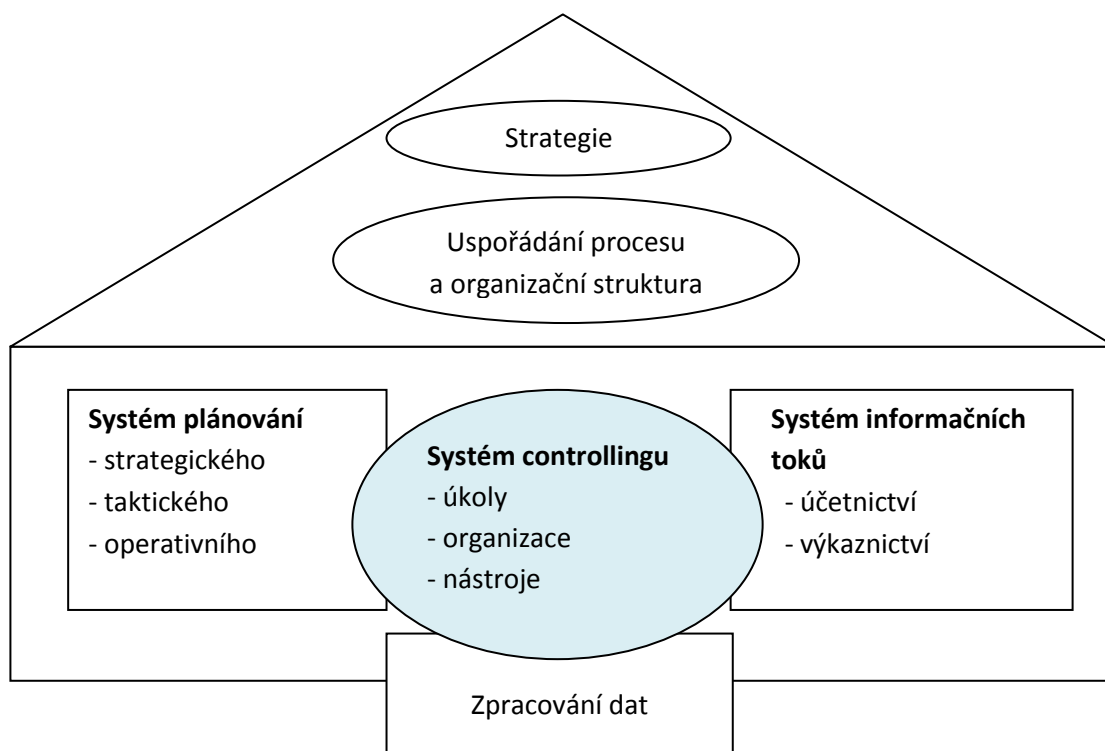 Strategie
Uspořádání procesu
a organizační struktura
Systém plánování
- strategického
- taktického
- operativního
Systém controllingu
- úkoly
- organizace
- nástroje
Systém informačních
toků
- účetnictví
- výkaznictví
Zpracování dat